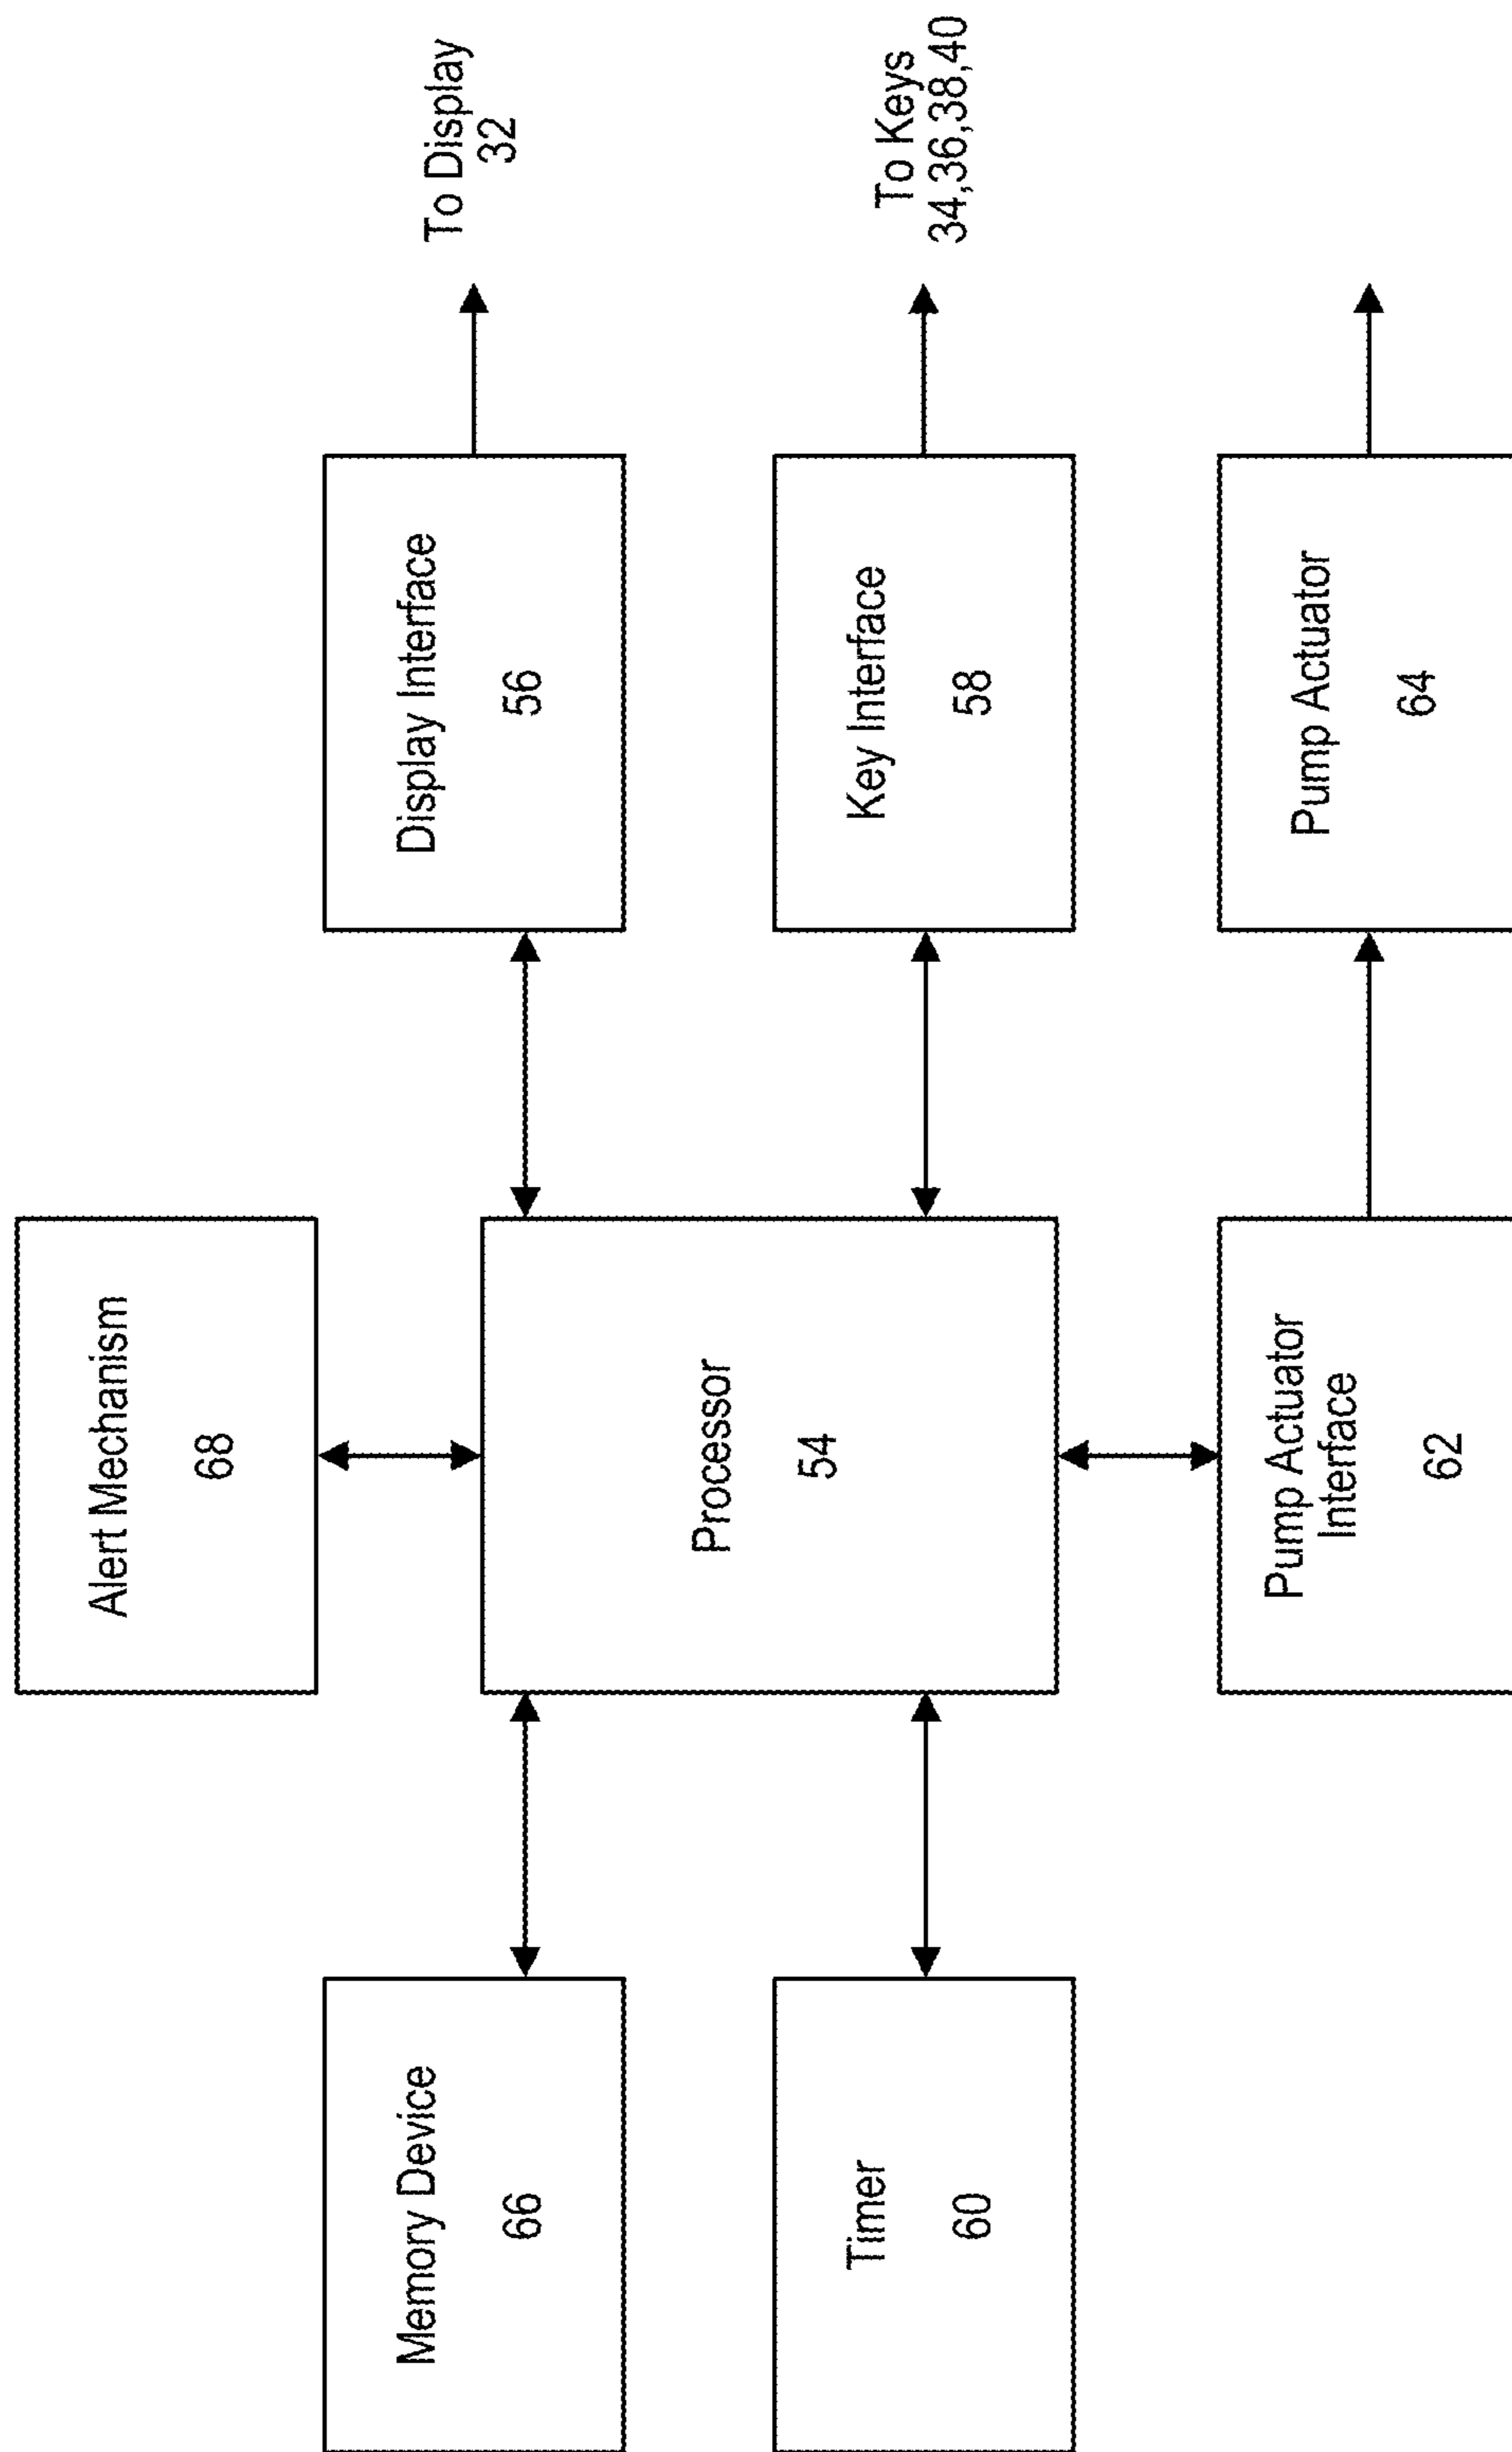 Alert Mechanism
68
Memory Device
66
Processor
54
Display Interface
56
To Display
32
Timer
60
Key Interface
58
To Keys
34,36,38,40
Pump Actuator
Interface
62
Pump Actuator
64